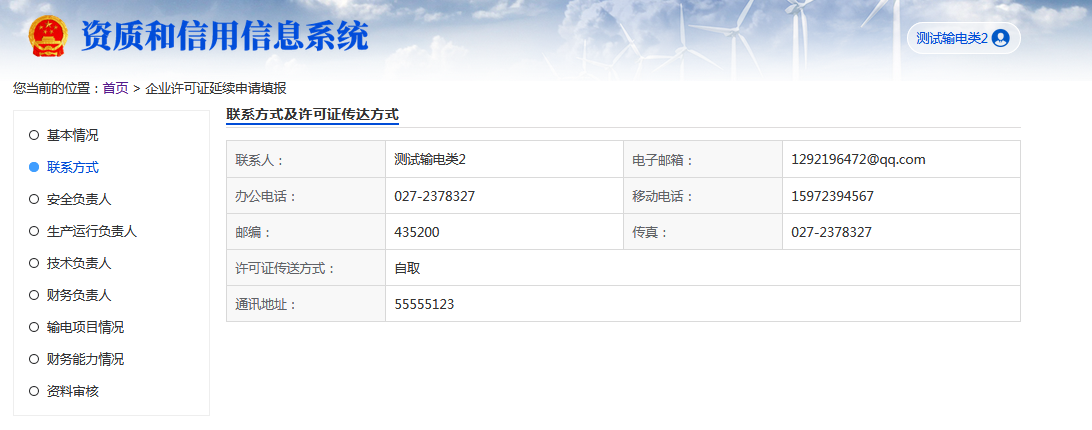 资质和信用信息系统
测试输电类2
您当前的位置：首页 > 企业许可证延续申请填报
基本情况
联系方式
安全负责人
生产运行负责人
技术负责人
财务负责人
输电项目情况
财务能力情况
资料审核
联系方式及许可证传达方式
联系人： 测试输电类2 电子邮箱： 1292196472@qq.com
办公电话： 027-2378327 移动电话： 15972394567
邮编： 435200 传真： 027-2378327
许可证传送方式： 自取
通讯地址： 55555123